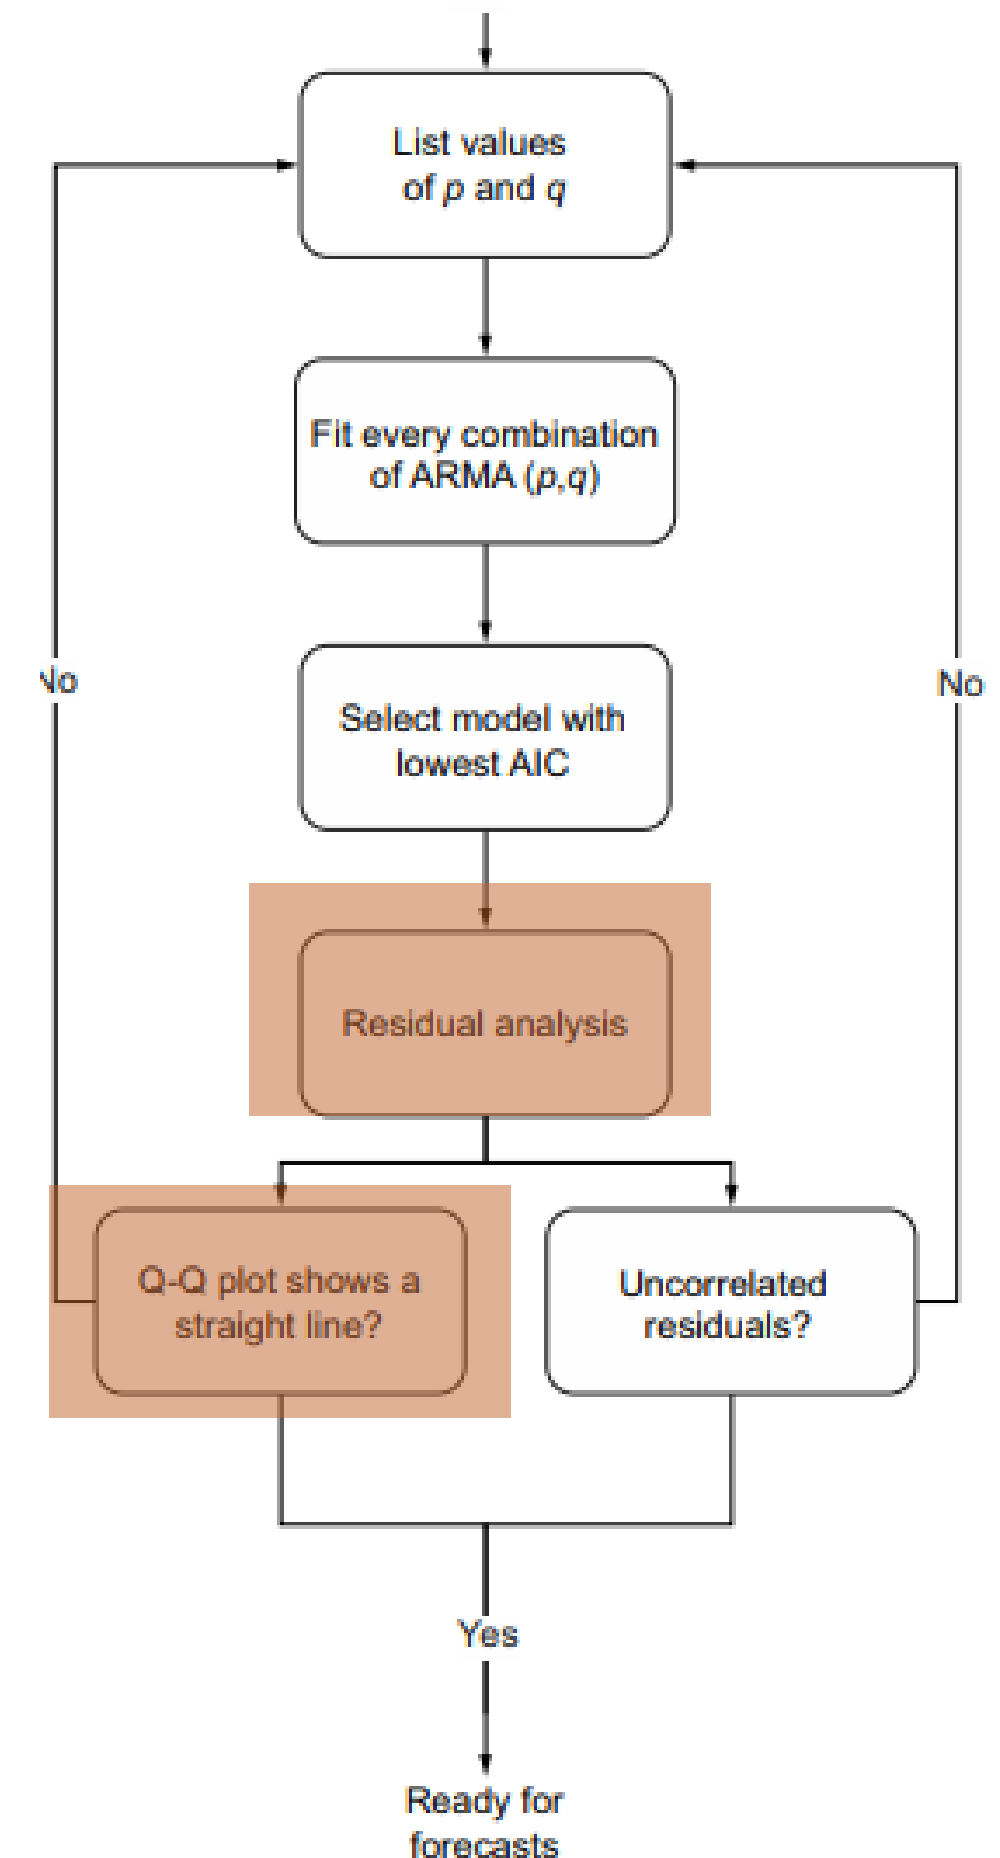 List values
of p and q
Fit every combination
of ARMA (p,q)
No
No
Select model with
lowest AIC
Residual analysis
Q-Q plot shows a
straight line?
Uncorrelated
residuals?
Yes
Ready for
forecasts